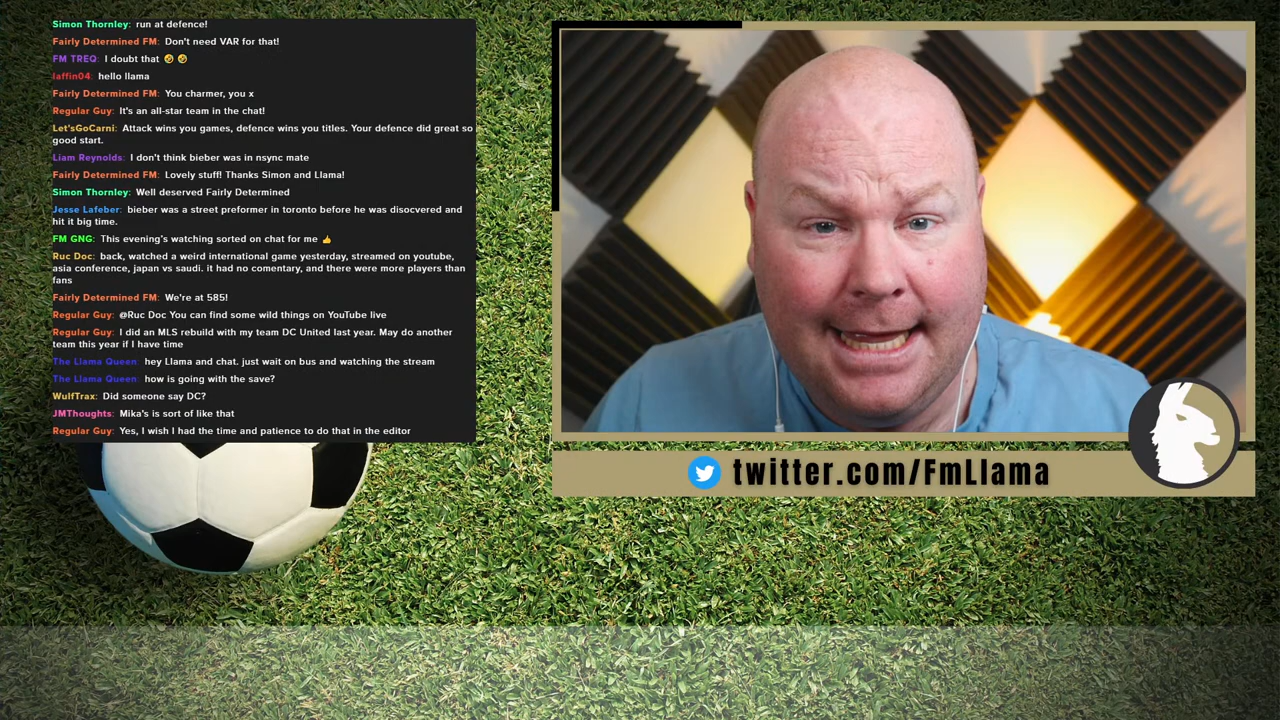 Simon Thornley: run at defence!
Fairly Determined FM: Don't need VAR for that!
FM TREQ: I doubt that 🤣 🤣
laffin04: hello llama
Fairly Determined FM: You charmer, you x
Regular Guy: It's an all-star team in the chat!
Let'sGoCarni: Attack wins you games, defence wins you titles. Your defence did great so
good start.
Liam Reynolds: I don't think bieber was in nsync mate
Fairly Determined FM: Lovely stuff! Thanks Simon and Llama!
Simon Thornley: Well deserved Fairly Determined
Jesse Lafeber: bieber was a street preformer in toronto before he was disocvered and
hit it big time.
FM GNG: This evening's watching sorted on chat for me 👍
Ruc Doc: back, watched a weird international game yesterday, streamed on youtube,
asia conference, japan vs saudi. it had no comentary, and there were more players than
fans
Fairly Determined FM: We're at 585!
Regular Guy: @Ruc Doc You can find some wild things on YouTube live
Regular Guy: I did an MLS rebuild with my team DC United last year. May do another
team this year if I have time
The Llama Queen: hey Llama and chat. just wait on bus and watching the stream
The Llama Queen: how is going with the save?
WulfTrax: Did someone say DC?
JMThoughts: Mika's is sort of like that
Regular Guy: Yes, I wish I had the time and patience to do that in the editor
twitter.com/FmLlama